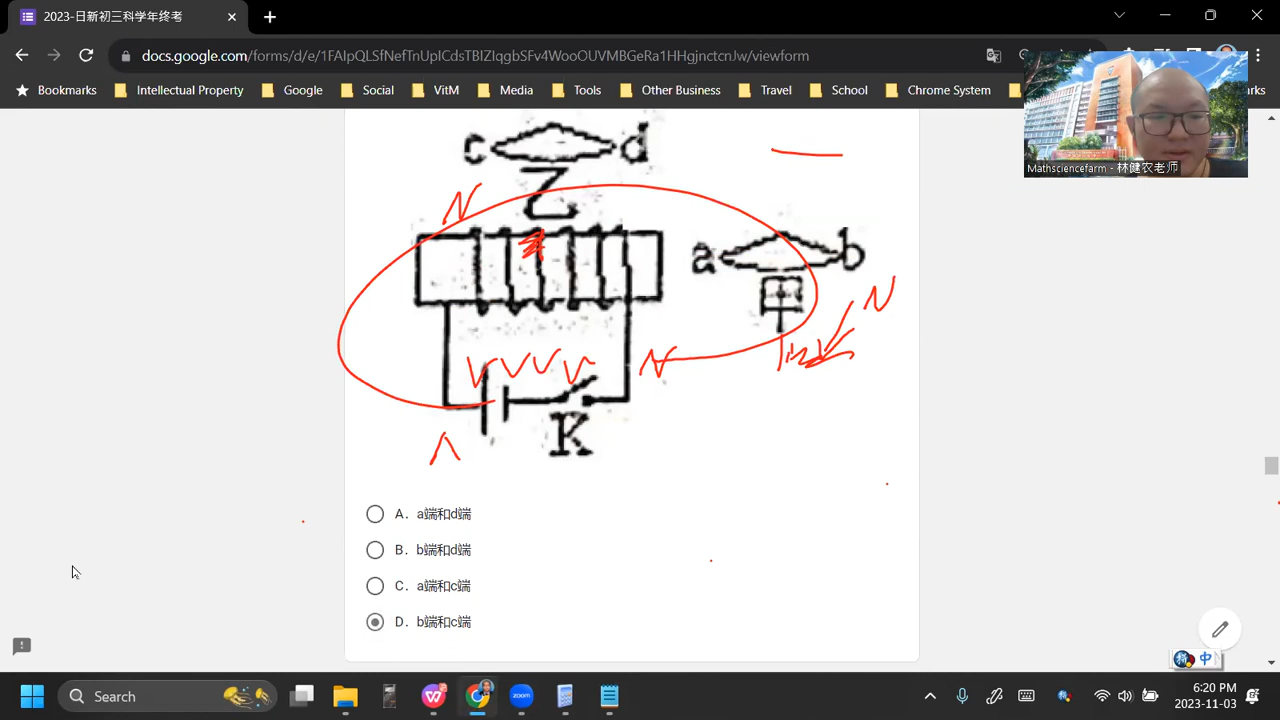 2023-日新初三科学年终考
docs.google.com/forms/d/e/1FAIpQLSfNefTnUpICdsTBIZIqgbSFv4WooOUVMBGeRa1HHgjnctcnJw/viewform
Bookmarks Intellectual Property Google Social VitM Media Tools Other Business Travel School Chrome System
Mathsciencefarm - 林健农老师
c d
乙
N
a b
甲
N
N
K
A. a端和d端
B. b端和d端
C. a端和c端
D. b端和c端
中
Search
6:20 PM
2023-11-03